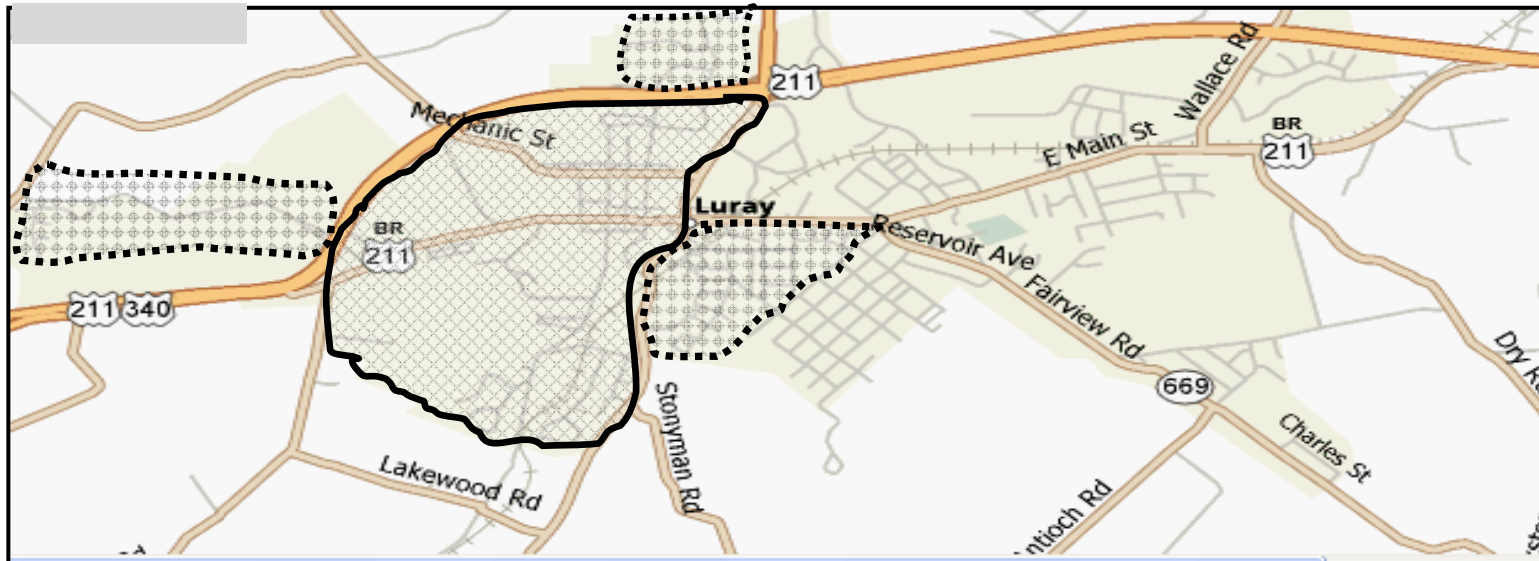 211
Mechanic St
Wallace Rd
BR
211
E Main St
Luray
BR
211
Reservoir Ave
Fairview Rd
211 340
669
Dry
Stonyman Rd
Charles St
Lakewood Rd
Antioch Rd